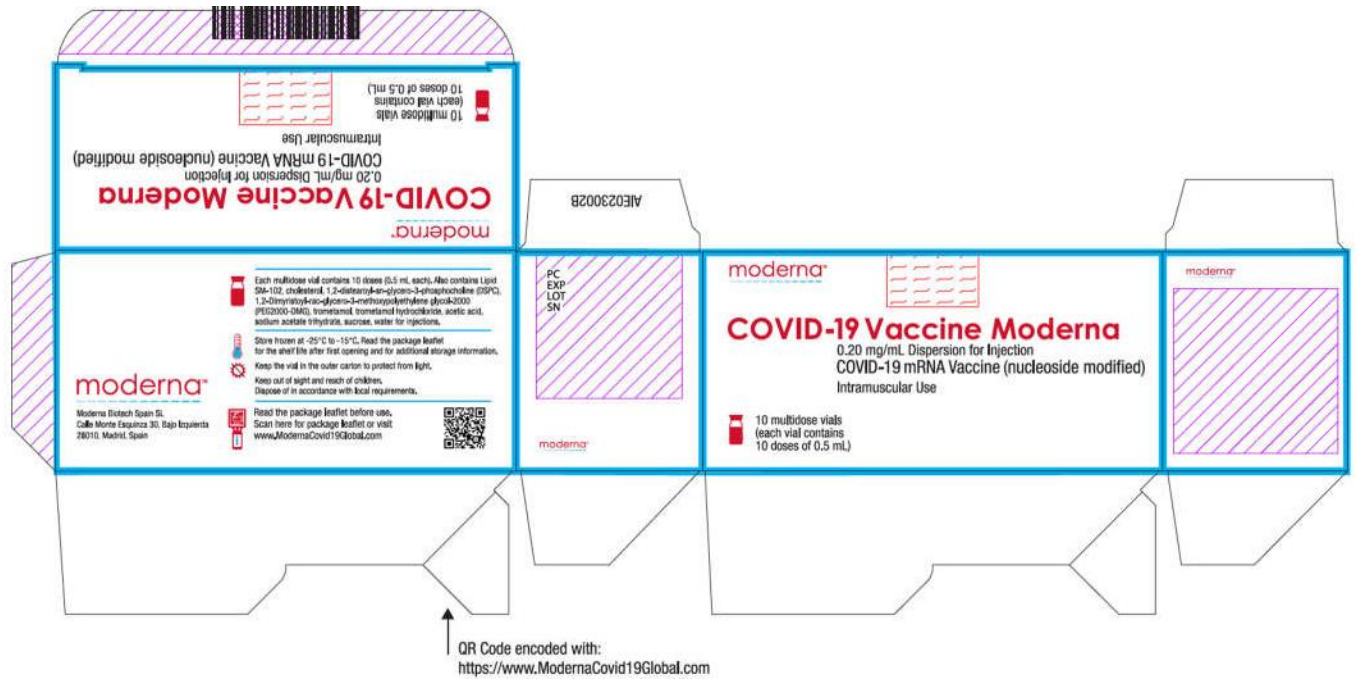 10 multidose vials
(each vial contains
10 doses of 0.5 mL)
Intramuscular Use
COVID-19 mRNA Vaccine (nucleoside modified)
0.20 mg/mL Dispersion for Injection
COVID-19 Vaccine Moderna
moderna
AIE023002B
Each multidose vial contains 10 doses (0.5 mL each). Also contains Lipid
SM-102, cholesterol, 1,2-distearoyl-sn-glycero-3-phosphocholine (DSPC),
1,2-Dimyristoyl-rac-glycero-3-methoxypolyethylene glycol-2000
(PEG2000-DMG), trometamol, trometamol hydrochloride, acetic acid,
sodium acetate trihydrate, sucrose, water for injections.
Store frozen at -25°C to -15°C. Read the package leaflet
for the shelf life after first opening and for additional storage information.
Keep the vial in the outer carton to protect from light.
Keep out of sight and reach of children.
Dispose of in accordance with local requirements.
moderna
Moderna Biotech Spain SL
Calle Monte Esquinza 30, Bajo Izquierda
28010, Madrid, Spain
Read the package leaflet before use.
Scan here for package leaflet or visit
www.ModernaCovid19Global.com
PC
EXP
LOT
SN
moderna
moderna
COVID-19 Vaccine Moderna
0.20 mg/mL Dispersion for Injection
COVID-19 mRNA Vaccine (nucleoside modified)
Intramuscular Use
10 multidose vials
(each vial contains
10 doses of 0.5 mL)
moderna
QR Code encoded with:
https://www.ModernaCovid19Global.com